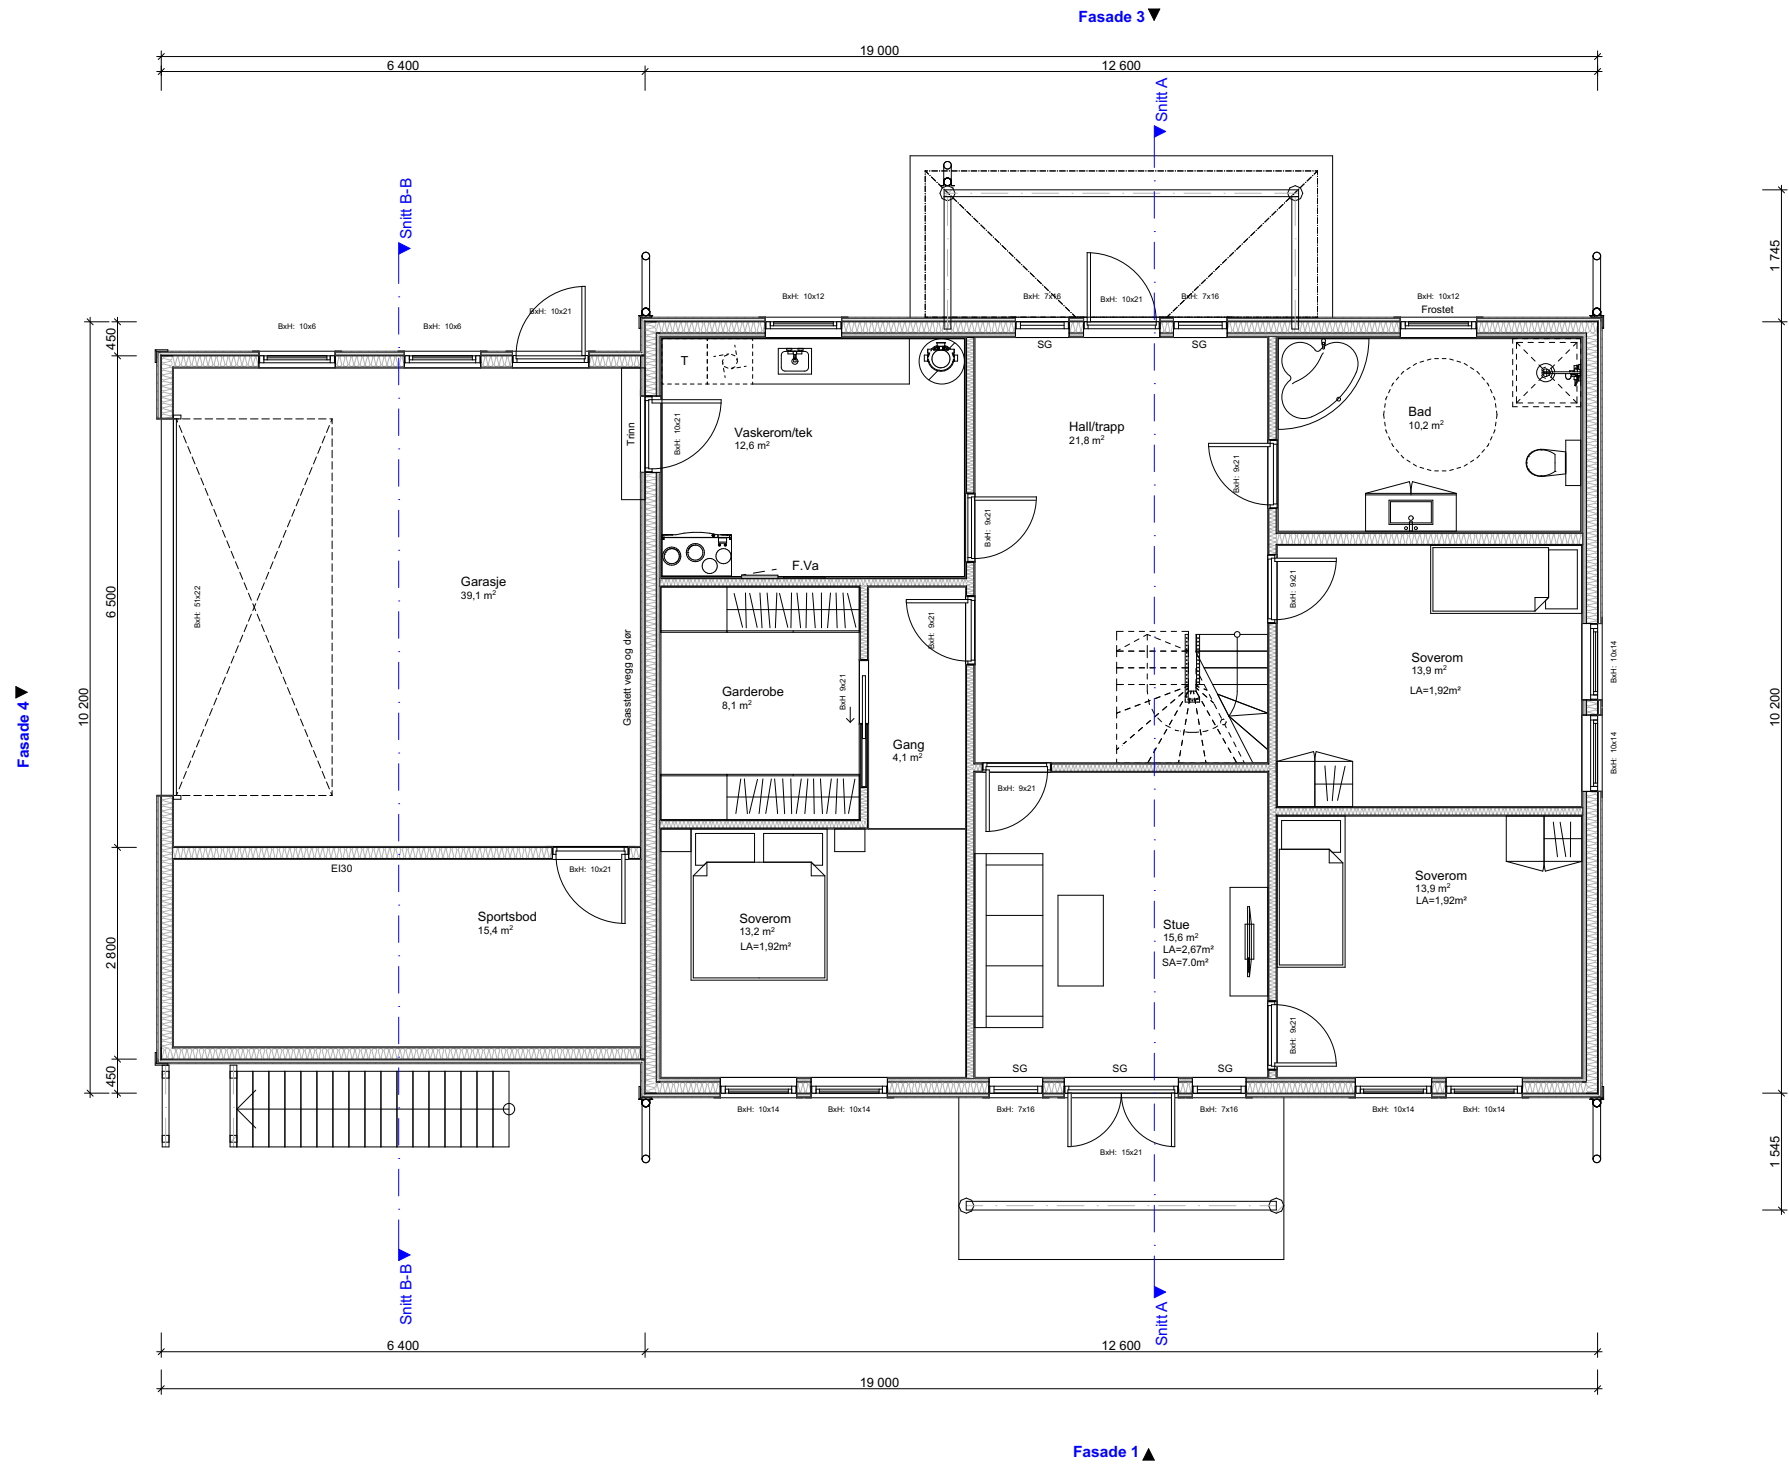 Fasade 3
19 000
6 400
12 600
Snitt A
Snitt B-B
1 745
BxH: 10x12
BxH: 7x16
BxH: 10x21
BxH: 7x16
BxH: 10x12
Frostet
BxH: 10x6
BxH: 10x6
BxH: 10x21
450
SG
SG
T
Trinn
BxH: 10x21
Vaskerom/tek
12,6 m²
Hall/trapp
21,8 m²
Bad
10,2 m²
BxH: 9x21
BxH: 9x21
F.Va
Garasje
39,1 m²
BxH: 51x22
6 500
Gasstett vegg og dør
BxH: 9x21
BxH: 9x21
Garderobe
8,1 m²
BxH 9x21
Gang
4,1 m²
Soverom
13,9 m²
LA=1,92m²
BxH: 10x14
BxH: 10x14
Fasade 4
10 200
10 200
BxH: 9x21
EI30
BxH: 10x21
Sportsbod
15,4 m²
2 800
Soverom
13,2 m²
LA=1,92m²
Stue
15,6 m²
LA=2,67m²
SA=7.0m²
Soverom
13,9 m²
LA=1,92m²
BxH: 9x21
SG
SG
SG
450
BxH: 10x14
BxH: 10x14
BxH: 7x16
BxH: 15x21
BxH: 7x16
BxH: 10x14
BxH: 10x14
1 545
Snitt B-B
Snitt A
6 400
12 600
19 000
Fasade 1